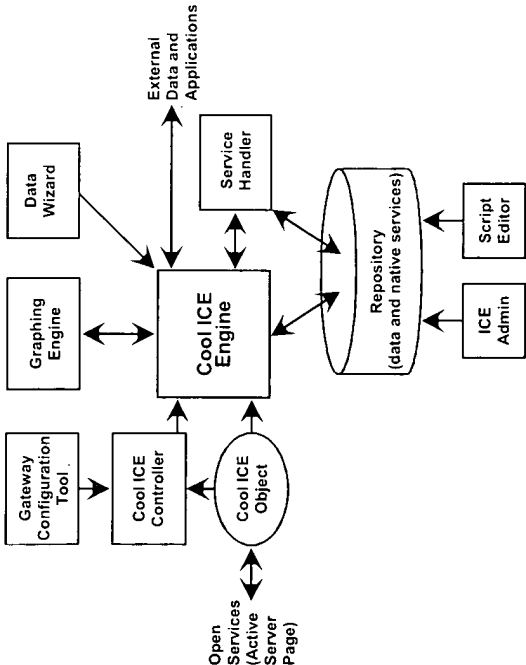 Gateway
Configuration
Tool
Graphing
Engine
Data
Wizard
External
Data and
Applications
Cool ICE
Controller
Cool ICE
Engine
Service
Handler
Open
Services
(Active
Server
Page)
Cool ICE
Object
Repository
(data and native services)
ICE
Admin
Script
Editor